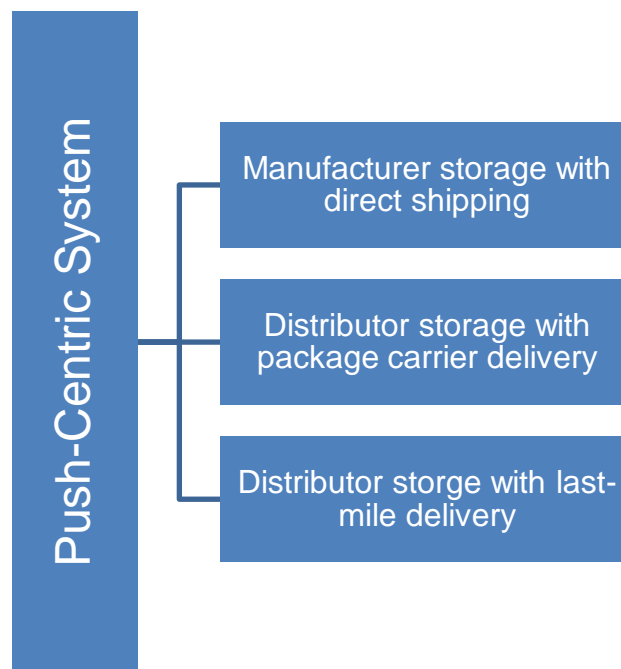 Push-Centric System
Manufacturer storage with
direct shipping
Distributor storage with
package carrier delivery
Distributor storge with last-
mile delivery